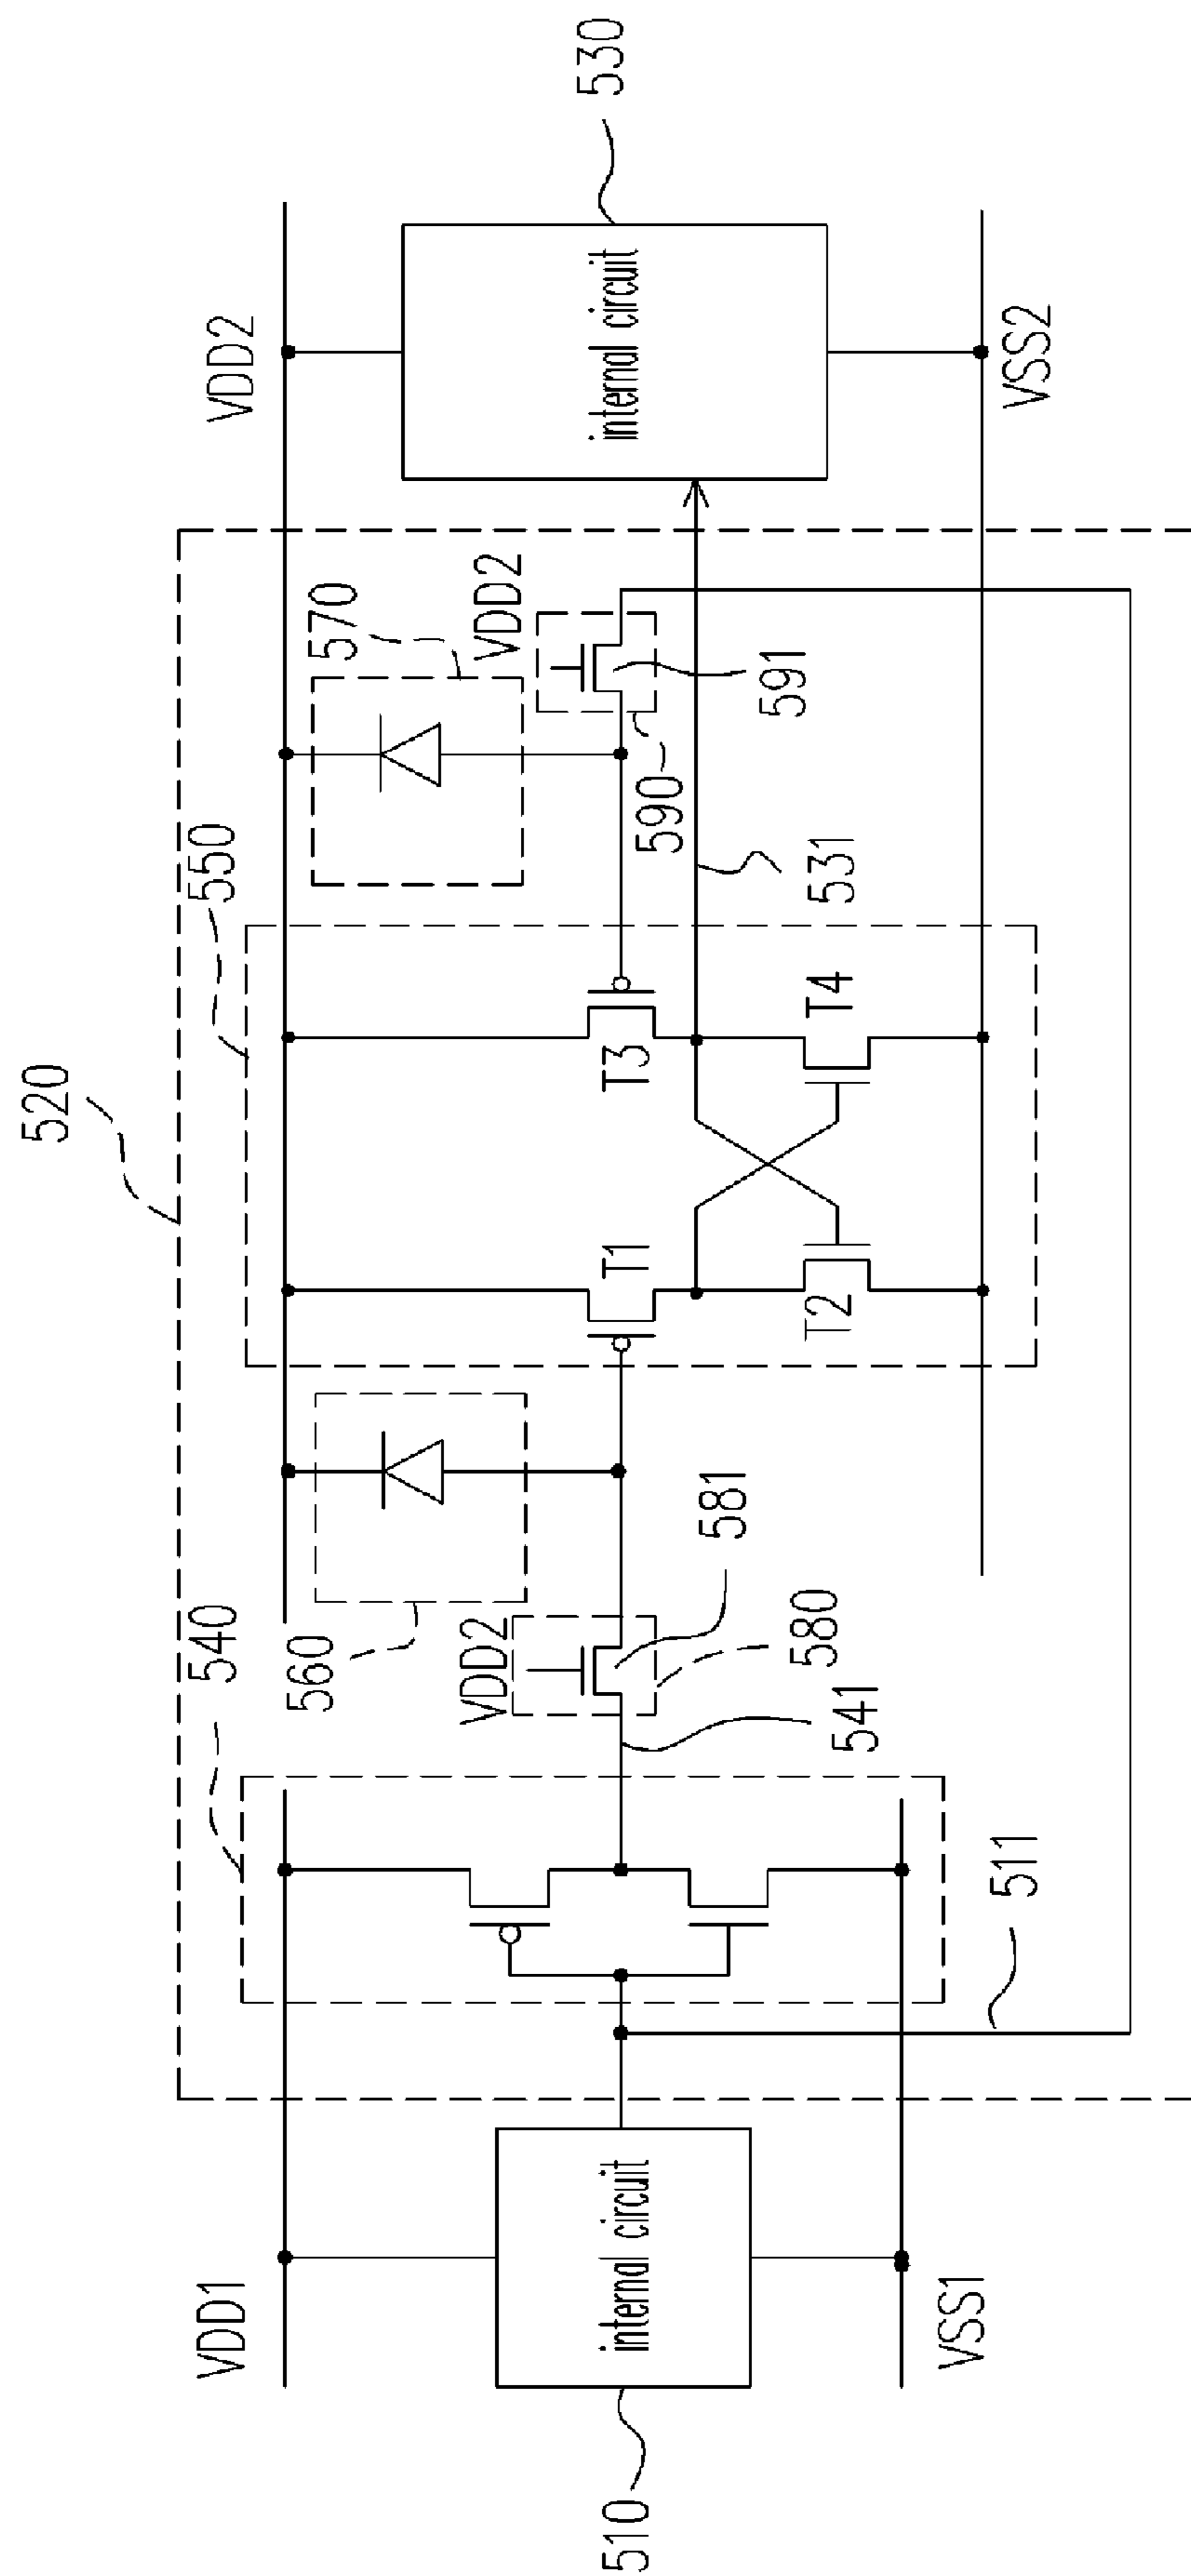 520
550
540
560
570
VDD1
VDD2
VDD2
VDD2
590
591
T1
T3
581
580
541
531
T2
T4
511
510
internal circuit
internal circuit
530
VSS1
VSS2